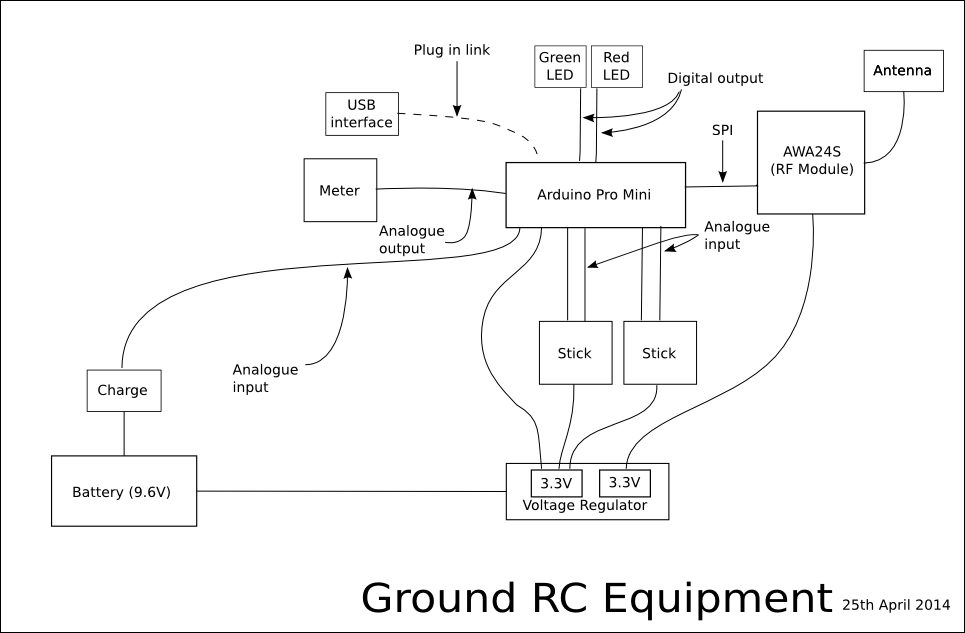 Plug in link
Green
LED
Red
LED
Digital output
Antenna
USB
interface
SPI
AWA24S
(RF Module)
Meter
Arduino Pro Mini
Analogue
output
Analogue
input
Analogue
input
Stick
Stick
Charge
Battery (9.6V)
3.3V
3.3V
Voltage Regulator
Ground RC Equipment
25th April 2014